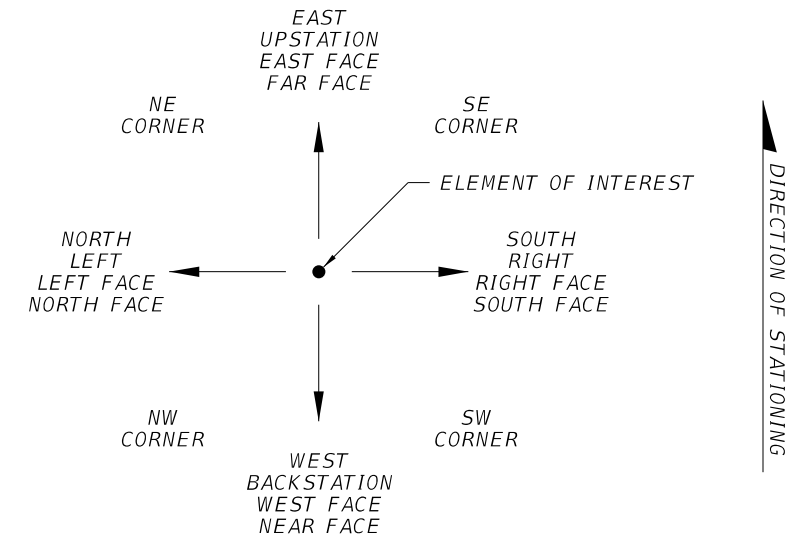 EAST
UPSTATION
EAST FACE
FAR FACE
NE
CORNER
SE
CORNER
ELEMENT OF INTEREST
NORTH
LEFT
LEFT FACE
NORTH FACE
SOUTH
RIGHT
RIGHT FACE
SOUTH FACE
DIRECTION OF STATIONING
NW
CORNER
SW
CORNER
WEST
BACKSTATION
WEST FACE
NEAR FACE